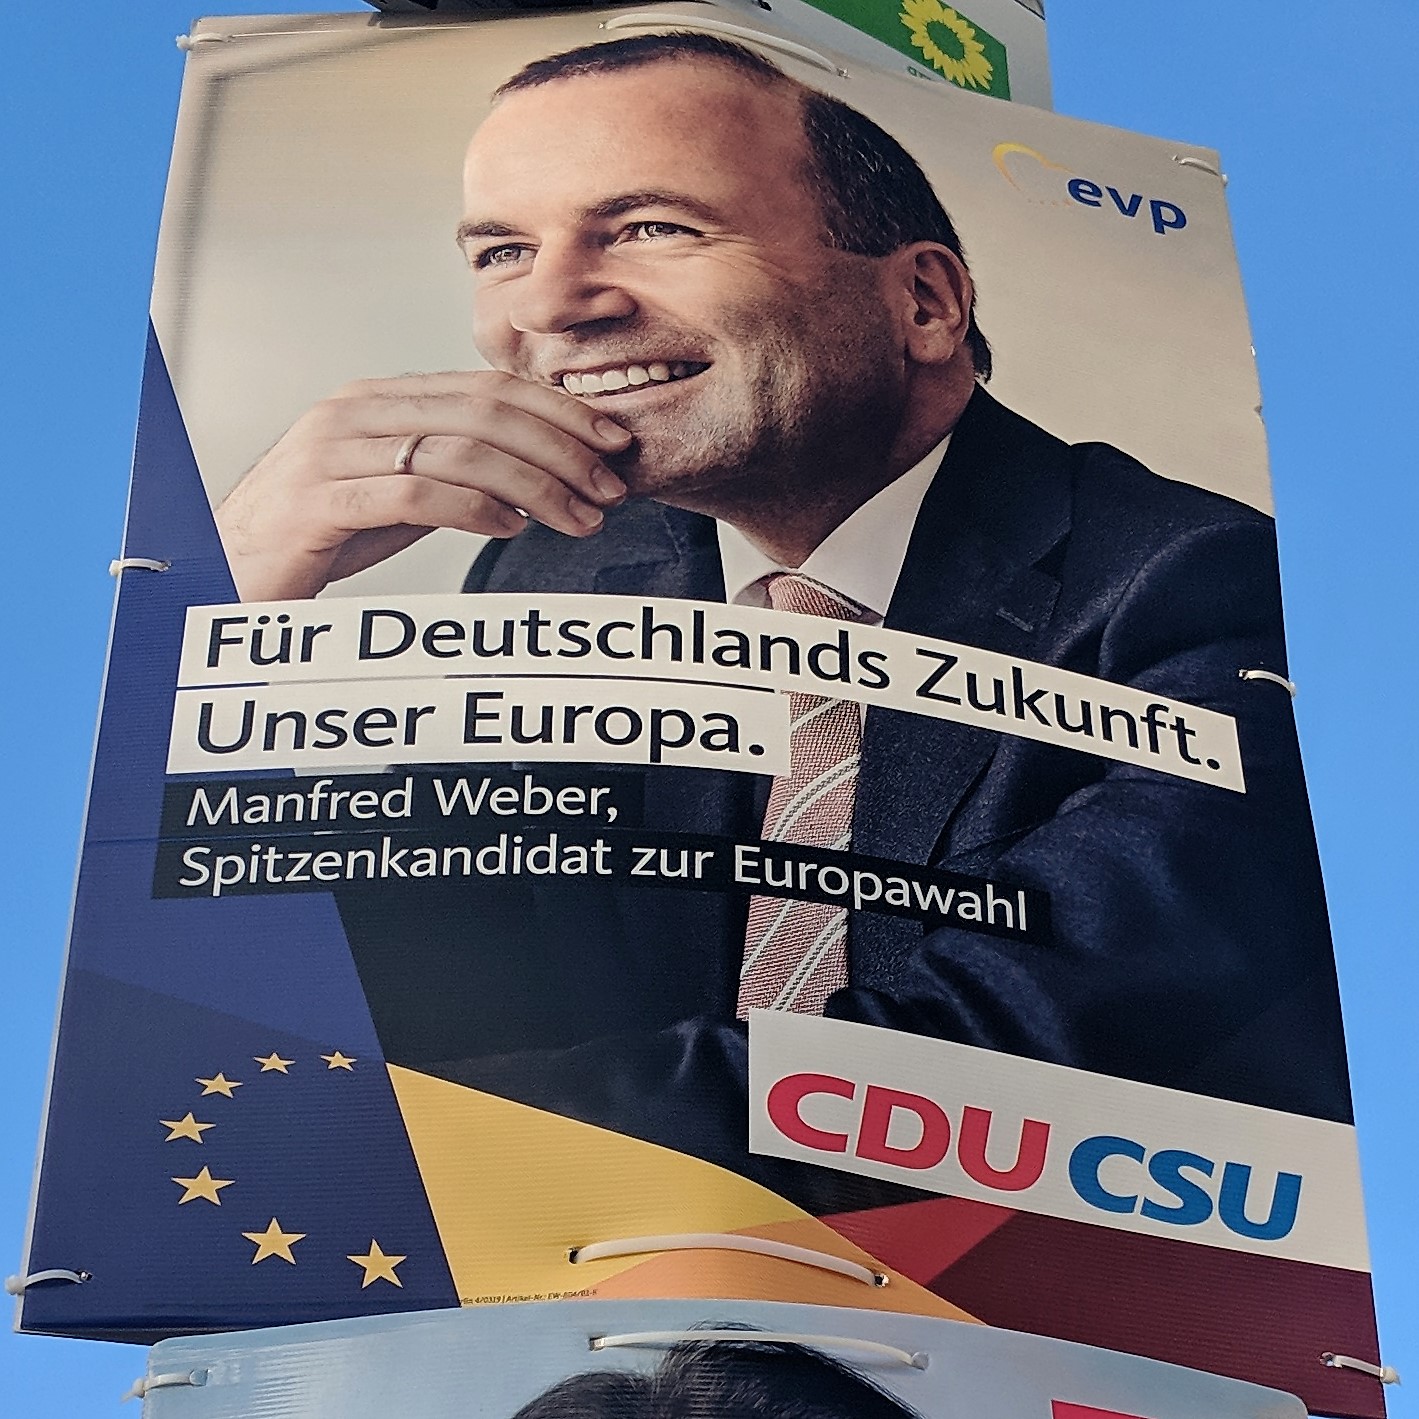 evp
Für Deutschlands Zukunft.
Unser Europa.
Manfred Weber,
Spitzenkandidat zur Europawahl
CDU CSU